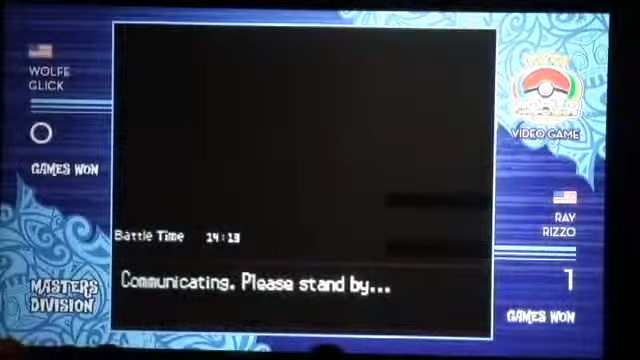 WOLFE
GLICK
0
GAMES WON
MASTERS
DIVISION
Battle Time 14:13
Communicating. Please stand by...
VIDEO GAME
RAY
RIZZO
1
GAMES WON